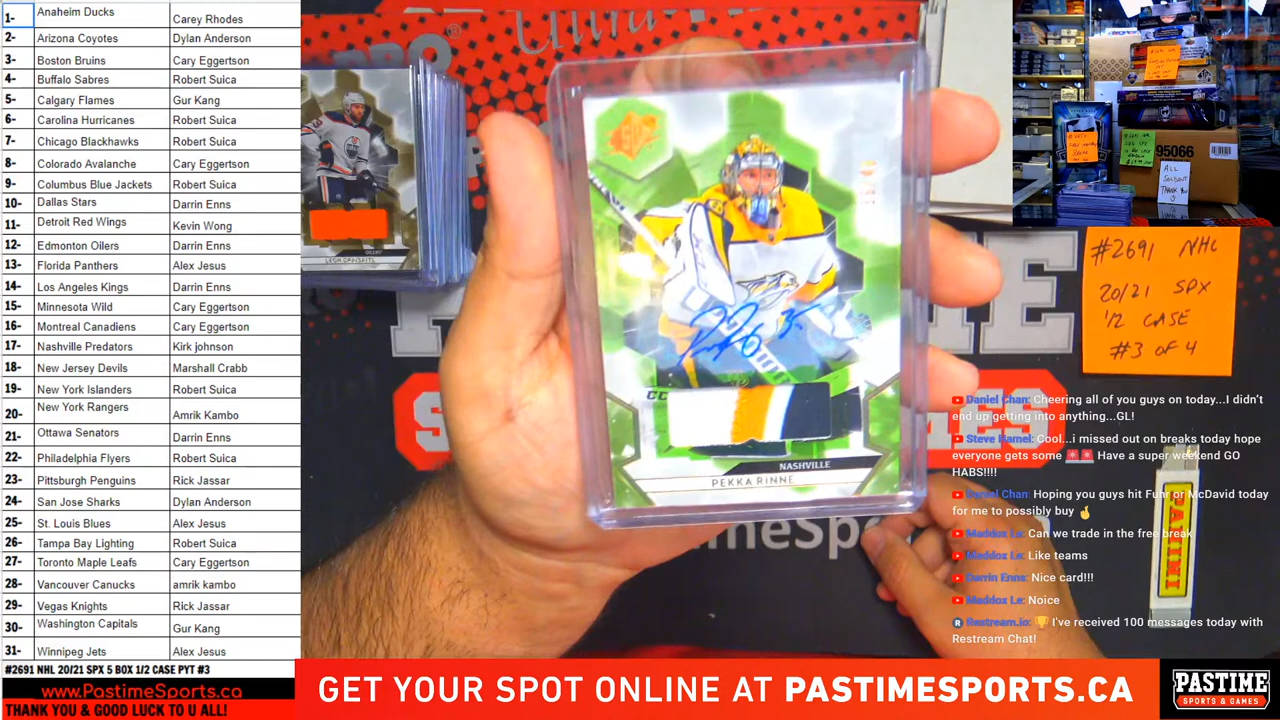 1- Anaheim Ducks Carey Rhodes
2- Arizona Coyotes Dylan Anderson
3- Boston Bruins Cary Eggertson
4- Buffalo Sabres Robert Suica
5- Calgary Flames Gur Kang
6- Carolina Hurricanes Robert Suica
7- Chicago Blackhawks Robert Suica
8- Colorado Avalanche Cary Eggertson
9- Columbus Blue Jackets Robert Suica
10- Dallas Stars Darrin Enns
11- Detroit Red Wings Kevin Wong
12- Edmonton Oilers Darrin Enns
13- Florida Panthers Alex Jesus
14- Los Angeles Kings Darrin Enns
15- Minnesota Wild Cary Eggertson
16- Montreal Canadiens Cary Eggertson
17- Nashville Predators Kirk johnson
18- New Jersey Devils Marshall Crabb
19- New York Islanders Robert Suica
20- New York Rangers Amrik Kambo
21- Ottawa Senators Darrin Enns
22- Philadelphia Flyers Robert Suica
23- Pittsburgh Penguins Rick Jassar
24- San Jose Sharks Dylan Anderson
25- St. Louis Blues Alex Jesus
26- Tampa Bay Lighting Robert Suica
27- Toronto Maple Leafs Cary Eggertson
28- Vancouver Canucks amrik kambo
29- Vegas Knights Rick Jassar
30- Washington Capitals Gur Kang
31- Winnipeg Jets Alex Jesus
#2691 NHL 20/21 SPX 5 BOX 1/2 CASE PYT #3
www.PastimeSports.ca
THANK YOU & GOOD LUCK TO U ALL!
OILERS
LEON DRAISAITL
NASHVILLE
PEKKA RINNE
95066
ALL
SOLDOUT
THANK YOU
#2691 NHL
20/21 SPX
1/2 CASE
#3 OF 4
Daniel Chan: Cheering all of you guys on today...I didn't
end up getting into anything...GL!
Steve Hamel: Cool...i missed out on breaks today hope
everyone gets some 🚨🚨 Have a super weekend GO
HABS!!!!
Daniel Chan: Hoping you guys hit Funr or McDavid today
for me to possibly buy 🤞
Maddox Le: Can we trade in the free break
Maddox Le: Like teams
Darrin Enns: Nice card!!!
Maddox Le: Noice
Restream.io: 🏆 I've received 100 messages today with
Restream Chat!
PANINI
GET YOUR SPOT ONLINE AT PASTIMESPORTS.CA
PASTIME
SPORTS & GAMES